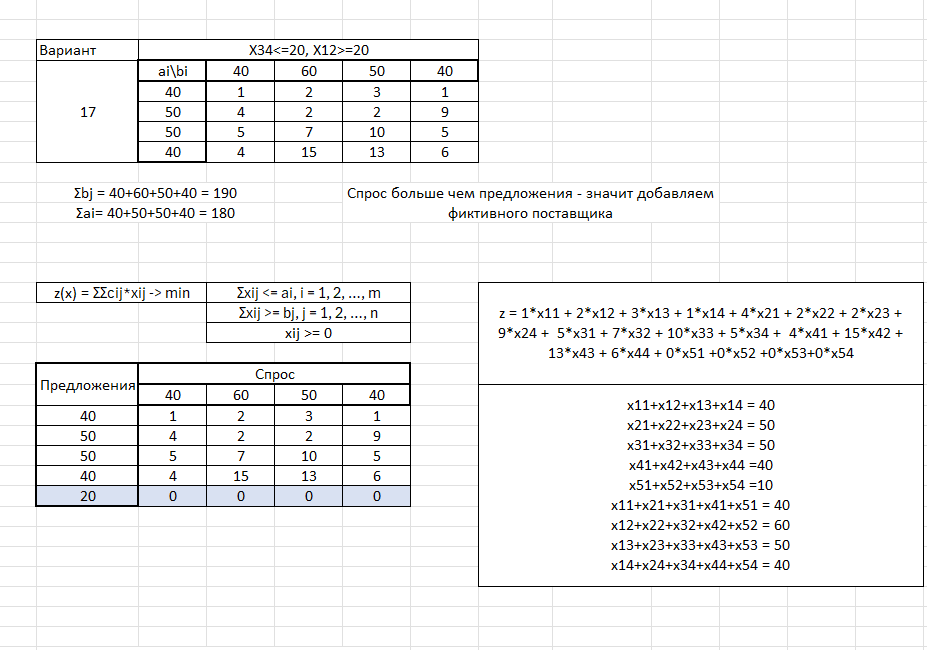 Вариант X34<=20, X12>=20
ai\bi 40 60 50 40
40 1 2 3 1
17 50 4 2 2 9
50 5 7 10 5
40 4 15 13 6
Σbj = 40+60+50+40 = 190 Спрос больше чем предложения - значит добавляем
Σai= 40+50+50+40 = 180 фиктивного поставщика
z(x) = ΣΣcij*xij -> min Σxij <= ai, i = 1, 2, ..., m
Σxij >= bj, j = 1, 2, ..., n
xij >= 0
z = 1*x11 + 2*x12 + 3*x13 + 1*x14 + 4*x21 + 2*x22 + 2*x23 +
9*x24 + 5*x31 + 7*x32 + 10*x33 + 5*x34 + 4*x41 + 15*x42 +
13*x43 + 6*x44 + 0*x51 +0*x52 +0*x53+0*x54
Предложения Спрос
40 60 50 40
40 1 2 3 1
50 4 2 2 9
50 5 7 10 5
40 4 15 13 6
20 0 0 0 0
x11+x12+x13+x14 = 40
x21+x22+x23+x24 = 50
x31+x32+x33+x34 = 50
x41+x42+x43+x44 =40
x51+x52+x53+x54 =10
x11+x21+x31+x41+x51 = 40
x12+x22+x32+x42+x52 = 60
x13+x23+x33+x43+x53 = 50
x14+x24+x34+x44+x54 = 40